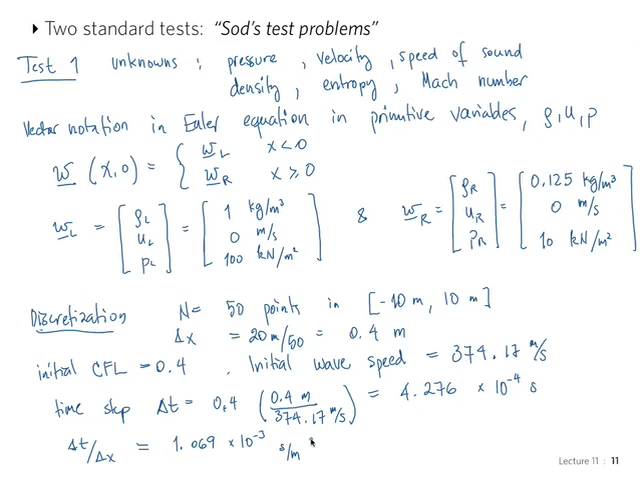 ▸ Two standard tests: "Sod's test problems"
Test 1 unknowns : pressure , velocity , speed of sound
density , entropy , Mach number
Vector notation in Euler equation in primitive variables, ρ, u, p
w (x,0) = { w_L x < 0
w_R x ≥ 0
w_L = [ρ_L u_L p_L] = [1 kg/m³ 0 m/s 100 kN/m²] & w_R = [ρ_R u_R p_R] = [0.125 kg/m³ 0 m/s 10 kN/m²]
Discretization N = 50 points in [-10 m, 10 m]
Δx = 20 m/50 = 0.4 m
initial CFL = 0.4 . Initial wave speed = 374.17 m/s
time step Δt = 0.4 (0.4 m / 374.17 m/s) = 4.276 × 10⁻⁴ s
Δt/Δx = 1.069 × 10⁻³ s/m
Lecture 11 : 11